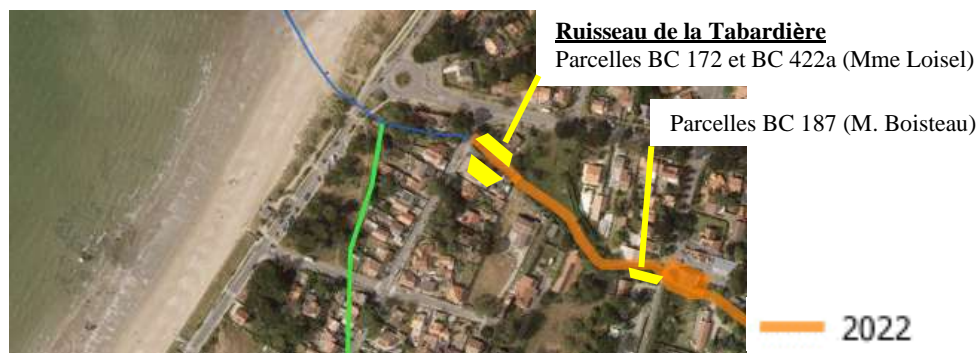 Ruisseau de la Tabardière
Parcelles BC 172 et BC 422a (Mme Loisel)
Parcelles BC 187 (M. Boisteau)
2022